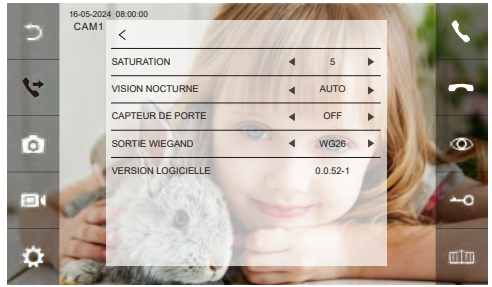 16-05-2024 08:00:00
CAM1
<
SATURATION 5
VISION NOCTURNE AUTO
CAPTEUR DE PORTE OFF
SORTIE WIEGAND WG26
VERSION LOGICIELLE 0.0.52-1